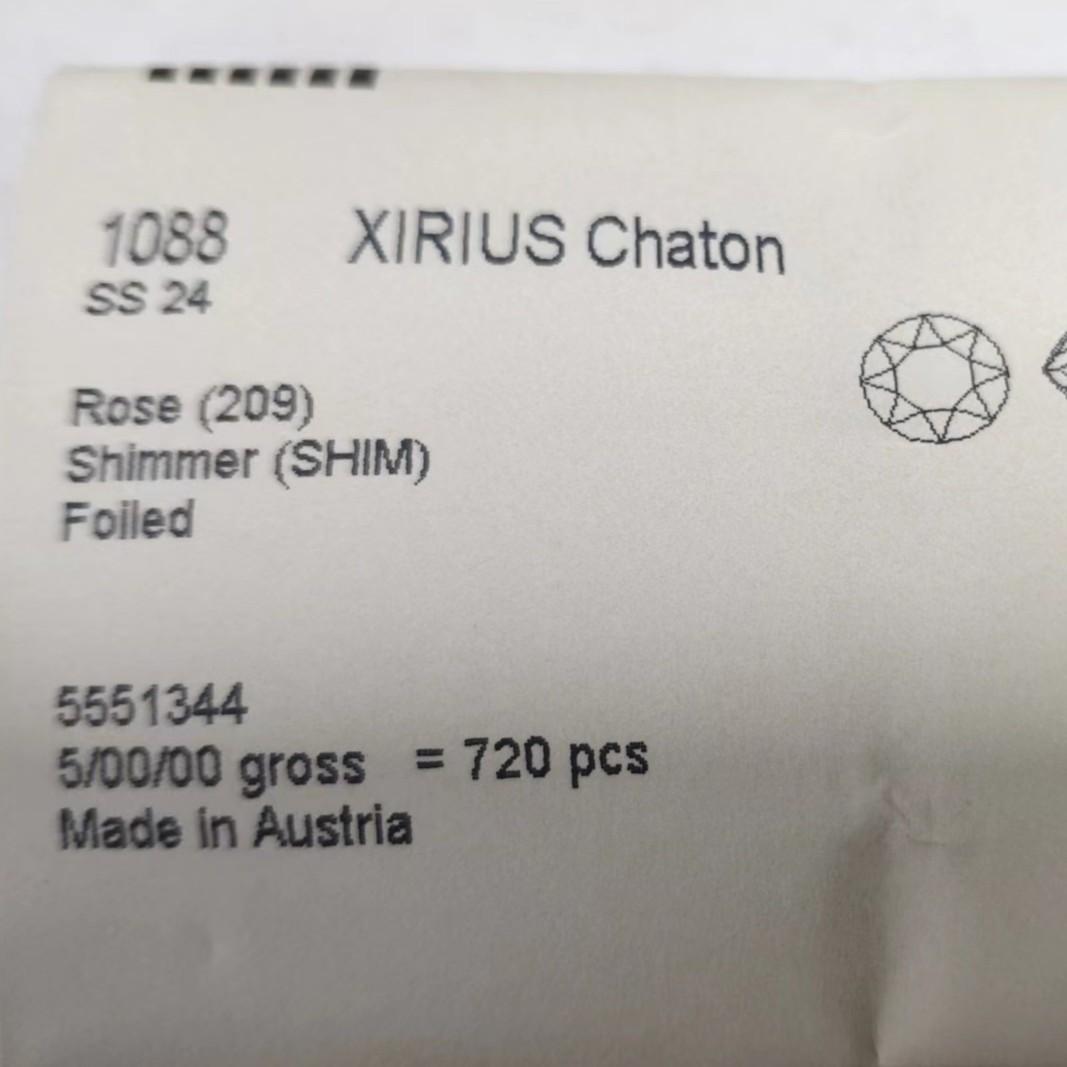 1088 XIRIUS Chaton
SS 24
Rose (209)
Shimmer (SHIM)
Foiled
5551344
5/00/00 gross = 720 pcs
Made in Austria